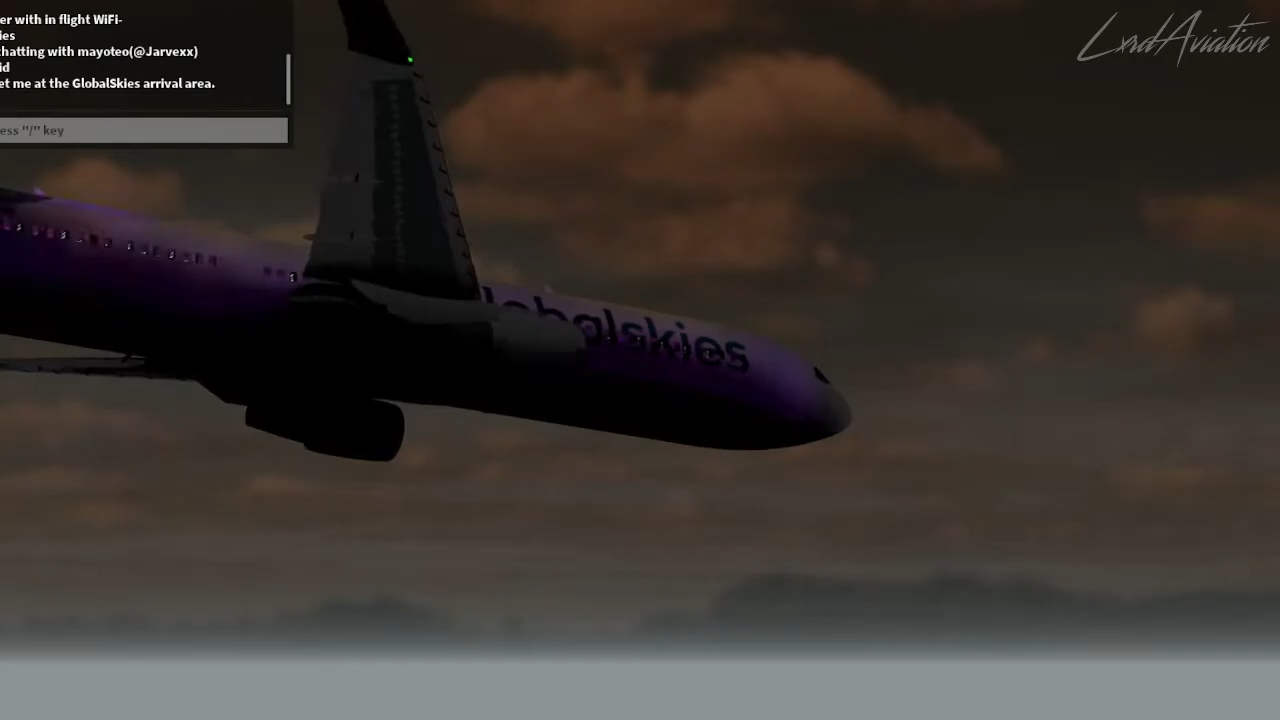 er with in flight WiFi-
ies
hatting with mayoteo(@Jarvexx)
id
et me at the GlobalSkies arrival area.
ess "/" key
LxrdAviation
lobalskies